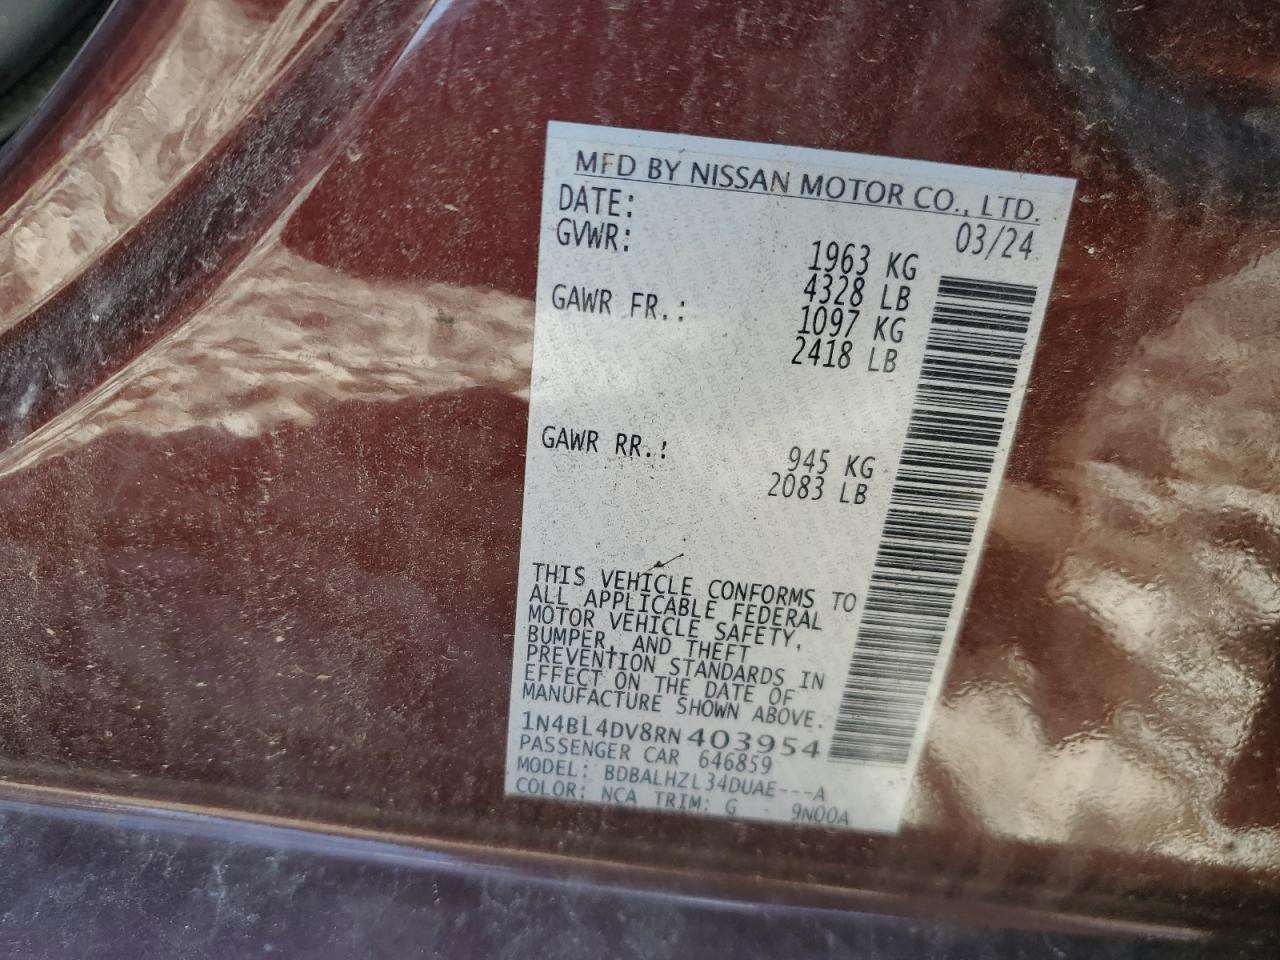 MFD BY NISSAN MOTOR CO., LTD.
DATE: 03/24
GVWR: 1963 KG
4328 LB
GAWR FR.: 1097 KG
2418 LB
GAWR RR.: 945 KG
2083 LB
THIS VEHICLE CONFORMS TO
ALL APPLICABLE FEDERAL
MOTOR VEHICLE SAFETY,
BUMPER, AND THEFT
PREVENTION STANDARDS IN
EFFECT ON THE DATE OF
MANUFACTURE SHOWN ABOVE.
1N4BL4DV8RN403954
PASSENGER CAR 646859
MODEL: BDBALHZL34DUAE---A
COLOR: NCA TRIM: G - 9N00A